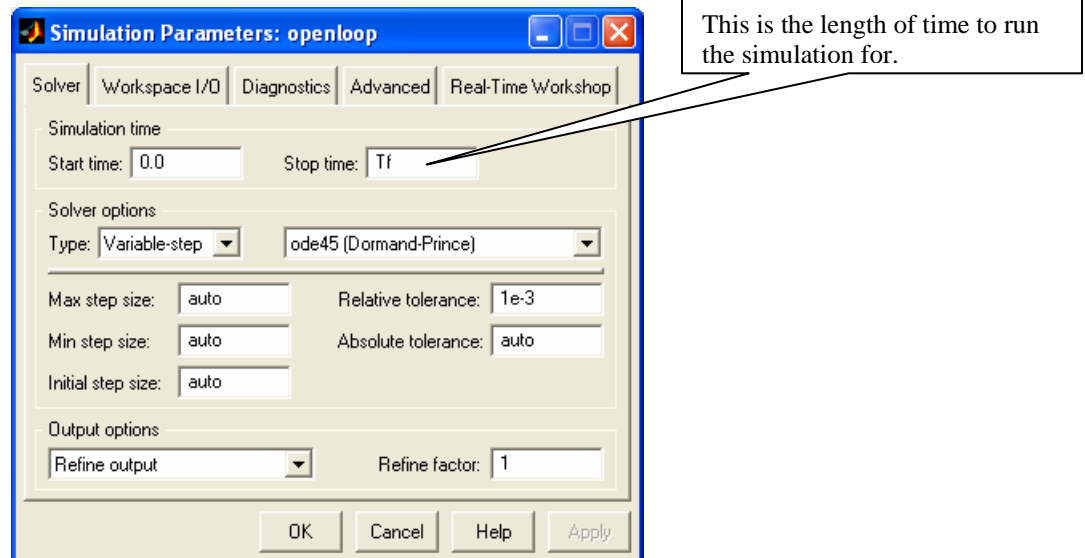 Simulation Parameters: openloop
This is the length of time to run
the simulation for.
Solver Workspace I/O Diagnostics Advanced Real-Time Workshop
Simulation time
Start time: 0.0 Stop time: Tf
Solver options
Type: Variable-step ode45 (Dormand-Prince)
Max step size: auto Relative tolerance: 1e-3
Min step size: auto Absolute tolerance: auto
Initial step size: auto
Output options
Refine output Refine factor: 1
OK Cancel Help Apply